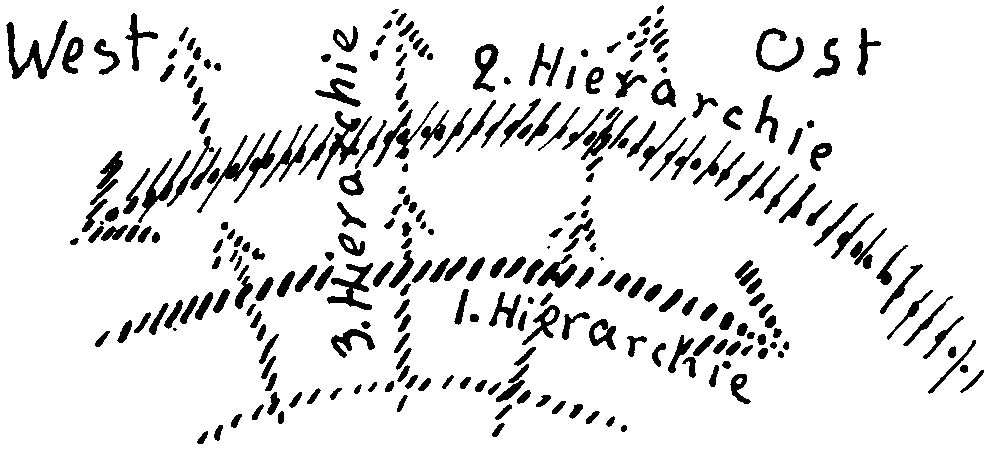 West
Ost
2. Hierarchie
3. Hierarchie
1. Hierarchie